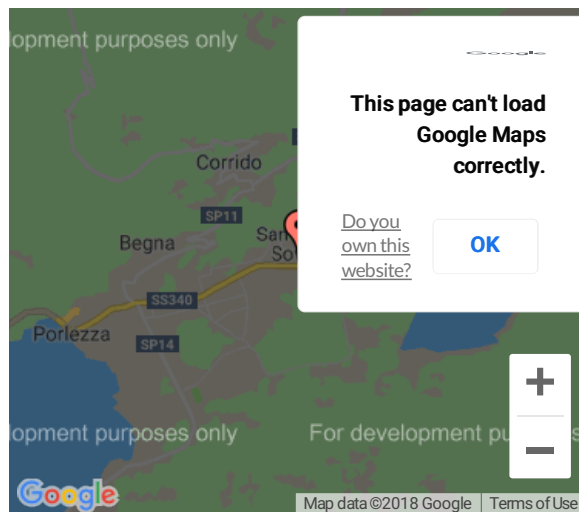 lopment purposes only
Google
This page can't load
Google Maps
correctly.
Do you
own this
website?
OK
Corrido
SP11
Begna
San
So
SS340
Porlezza
SP14
+
−
lopment purposes only
For development pu
s
Google
Map data ©2018 Google
Terms of Use